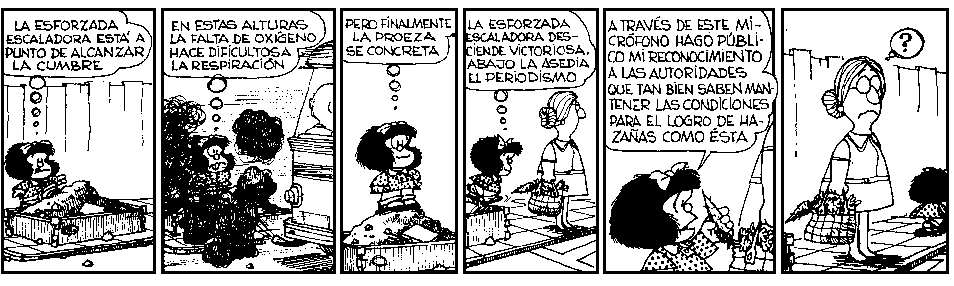 LA ESFORZADA
ESCALADORA ESTÁ A
PUNTO DE ALCANZAR
LA CUMBRE
EN ESTAS ALTURAS
LA FALTA DE OXÍGENO
HACE DIFICULTOSA
LA RESPIRACIÓN
PERO FINALMENTE
LA PROEZA
SE CONCRETA
LA ESFORZADA
ESCALADORA DES-
CIENDE VICTORIOSA.
ABAJO LA ASEDIA
EL PERIODISMO
A TRAVÉS DE ESTE MI-
CRÓFONO HAGO PÚBLI-
CO MI RECONOCIMIENTO
A LAS AUTORIDADES
QUE TAN BIEN SABEN MAN-
TENER LAS CONDICIONES
PARA EL LOGRO DE HA-
ZAÑAS COMO ÉSTA
?